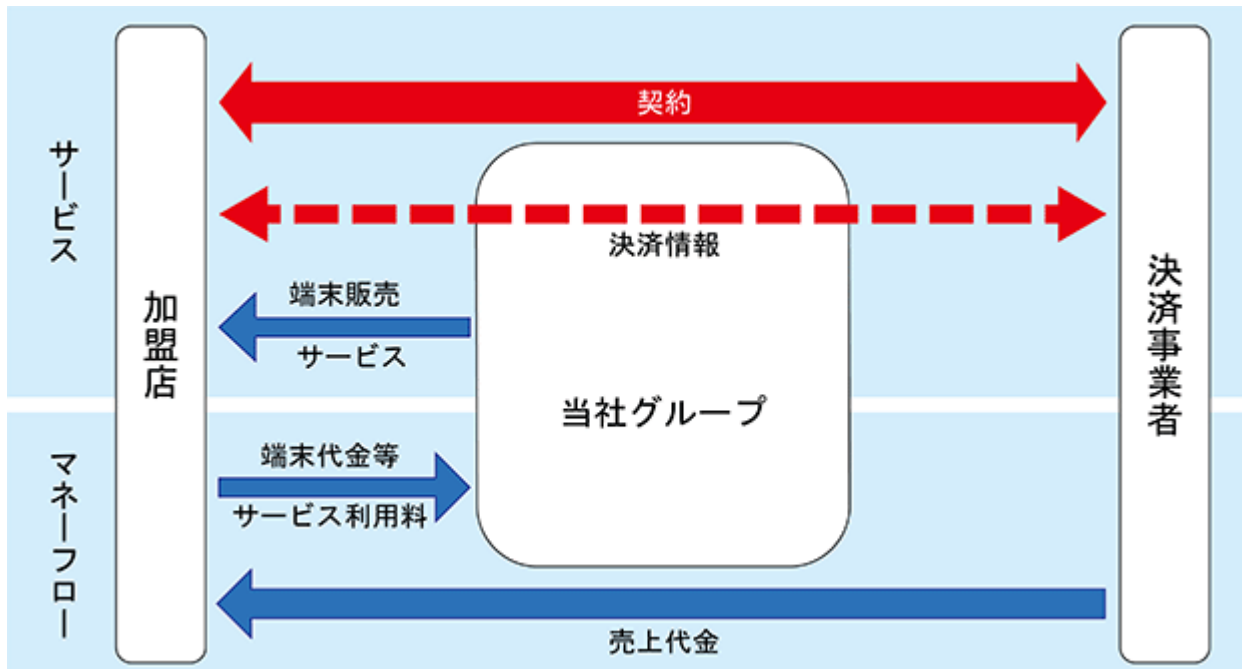 サービス
マネーフロー
加盟店
契約
決済情報
端末販売
サービス
当社グループ
端末代金等
サービス利用料
売上代金
決済事業者